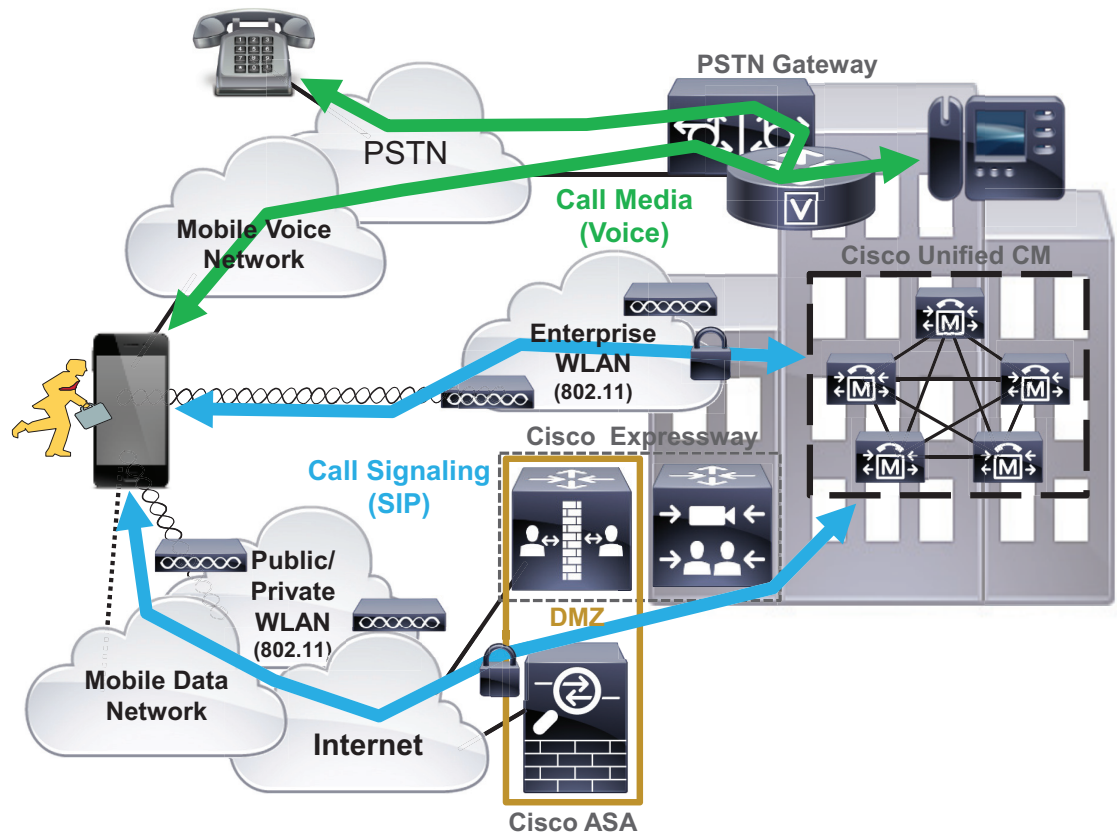 PSTN Gateway
PSTN
Call Media
(Voice)
V
Mobile Voice
Network
Cisco Unified CM
Enterprise
WLAN
(802.11)
M
M
M
M
M
Cisco Expressway
Call Signaling
(SIP)
Public/
Private
WLAN
(802.11)
DMZ
Mobile Data
Network
Internet
Cisco ASA